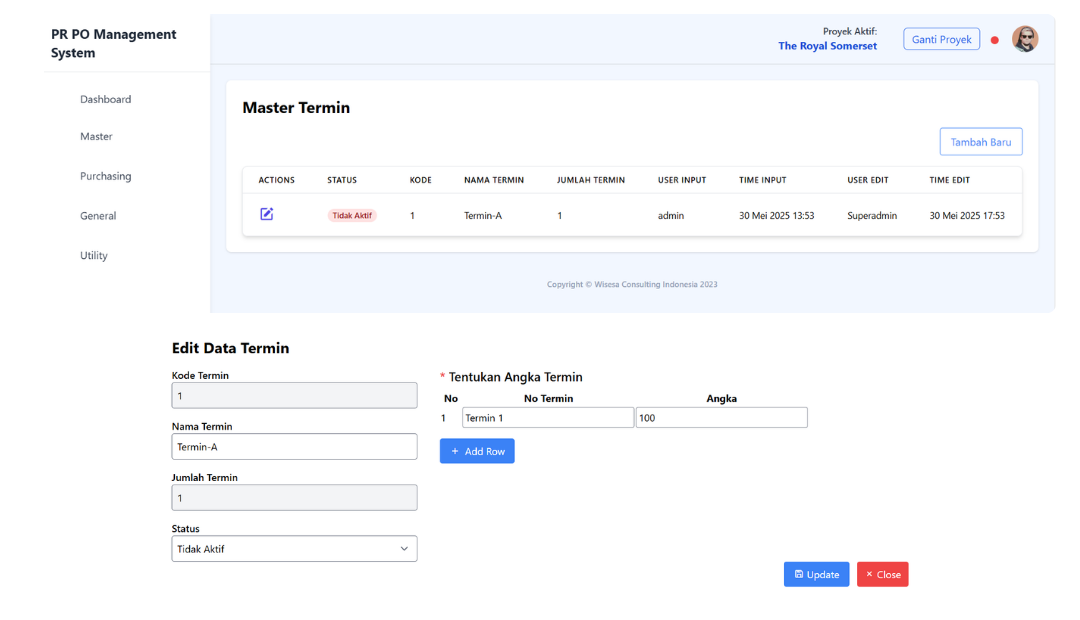 PR PO Management
System
Proyek Aktif:
The Royal Somerset
Ganti Proyek
Dashboard
Master
Purchasing
General
Utility
Master Termin
Tambah Baru
ACTIONS STATUS KODE NAMA TERMIN JUMLAH TERMIN USER INPUT TIME INPUT USER EDIT TIME EDIT
Tidak Aktif 1 Termin-A 1 admin 30 Mei 2025 13:53 Superadmin 30 Mei 2025 17:53
Copyright © Wisesa Consulting Indonesia 2023
Edit Data Termin
Kode Termin
1
Nama Termin
Termin-A
Jumlah Termin
1
Status
Tidak Aktif
* Tentukan Angka Termin
No No Termin Angka
1 Termin 1 100
+ Add Row
Update
× Close